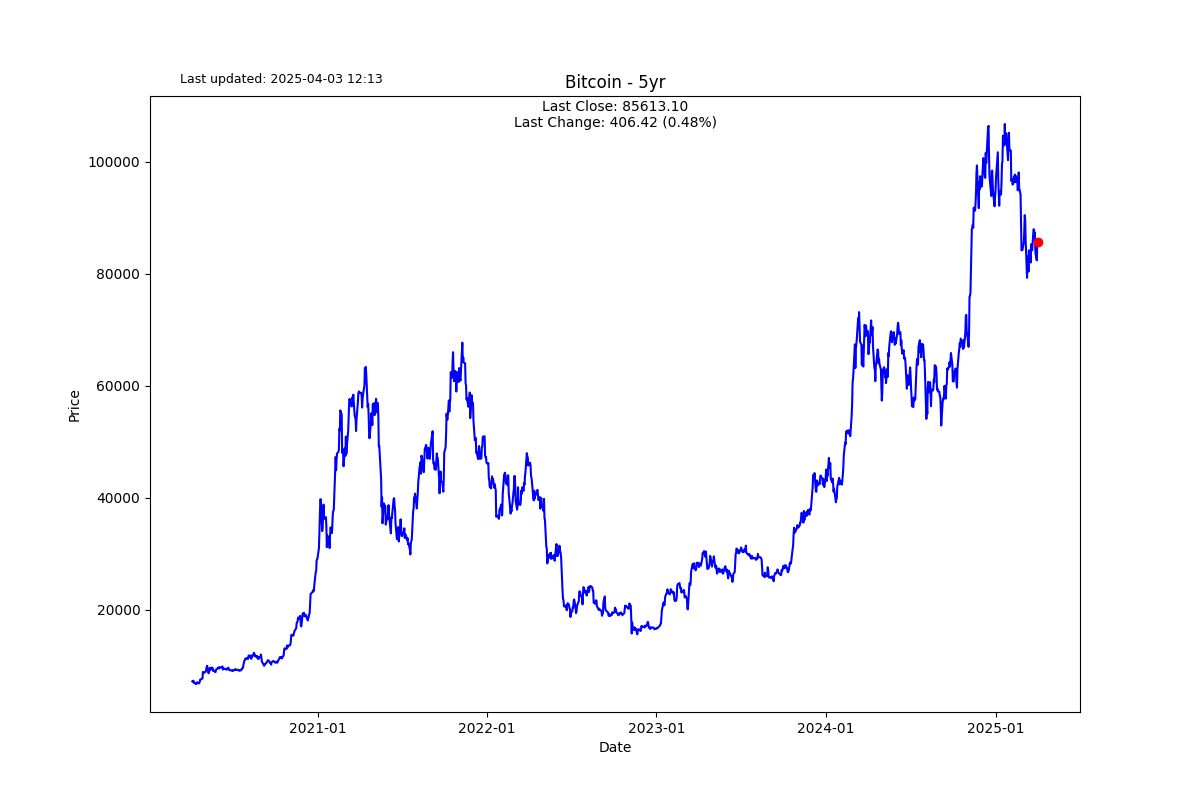 Last updated: 2025-04-03 12:13
Bitcoin - 5yr
Last Close: 85613.10
Last Change: 406.42 (0.48%)
100000
80000
60000
40000
20000
Price
2021-01
2022-01
2023-01
2024-01
2025-01
Date